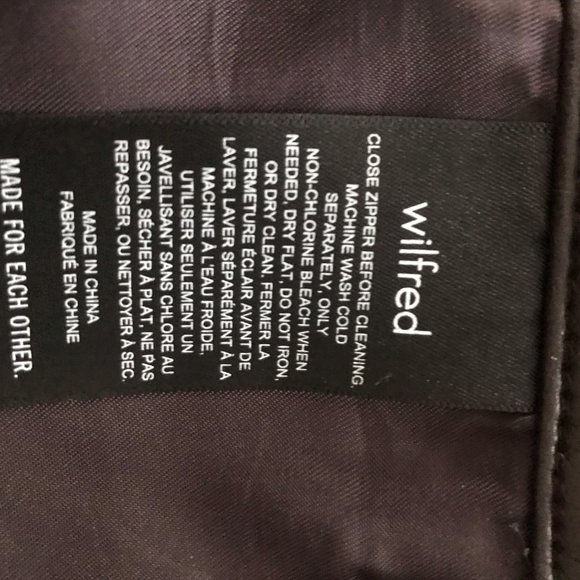 wilfred
CLOSE ZIPPER BEFORE CLEANING.
MACHINE WASH COLD
SEPARATELY, ONLY
NON-CHLORINE BLEACH WHEN
NEEDED, DRY FLAT, DO NOT IRON,
OR DRY CLEAN. FERMER LA
FERMETURE ÉCLAIR AVANT DE
LAVER, LAVER SÉPARÉMENT À LA
MACHINE À L'EAU FROIDE,
UTILISER SEULEMENT UN
JAVELLISANT SANS CHLORE AU
BESOIN, SÉCHER À PLAT, NE PAS
REPASSER, OU NETTOYER À SEC.
MADE IN CHINA
FABRIQUÉ EN CHINE
MADE FOR EACH OTHER.